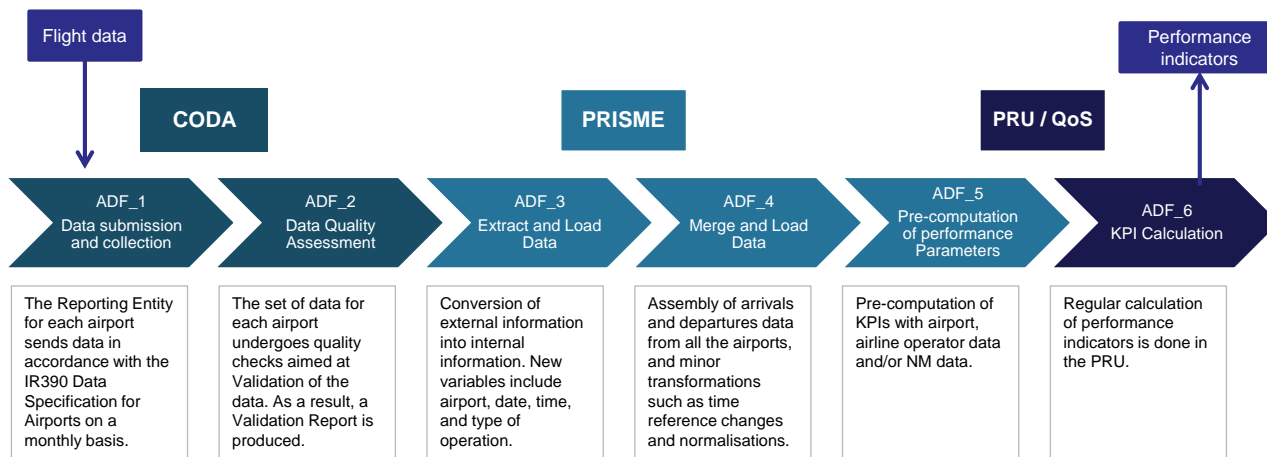 Flight data
Performance
indicators
CODA
PRISME
PRU / QoS
ADF_1
Data submission
and collection
ADF_2
Data Quality
Assessment
ADF_3
Extract and Load
Data
ADF_4
Merge and Load
Data
ADF_5
Pre-computation
of performance
Parameters
ADF_6
KPI Calculation
The Reporting Entity
for each airport
sends data in
accordance with the
IR390 Data
Specification for
Airports on a
monthly basis.
The set of data for
each airport
undergoes quality
checks aimed at
Validation of the
data. As a result, a
Validation Report is
produced.
Conversion of
external information
into internal
information. New
variables include
airport, date, time,
and type of
operation.
Assembly of arrivals
and departures data
from all the airports,
and minor
transformations
such as time
reference changes
and normalisations.
Pre-computation of
KPIs with airport,
airline operator data
and/or NM data.
Regular calculation
of performance
indicators is done in
the PRU.